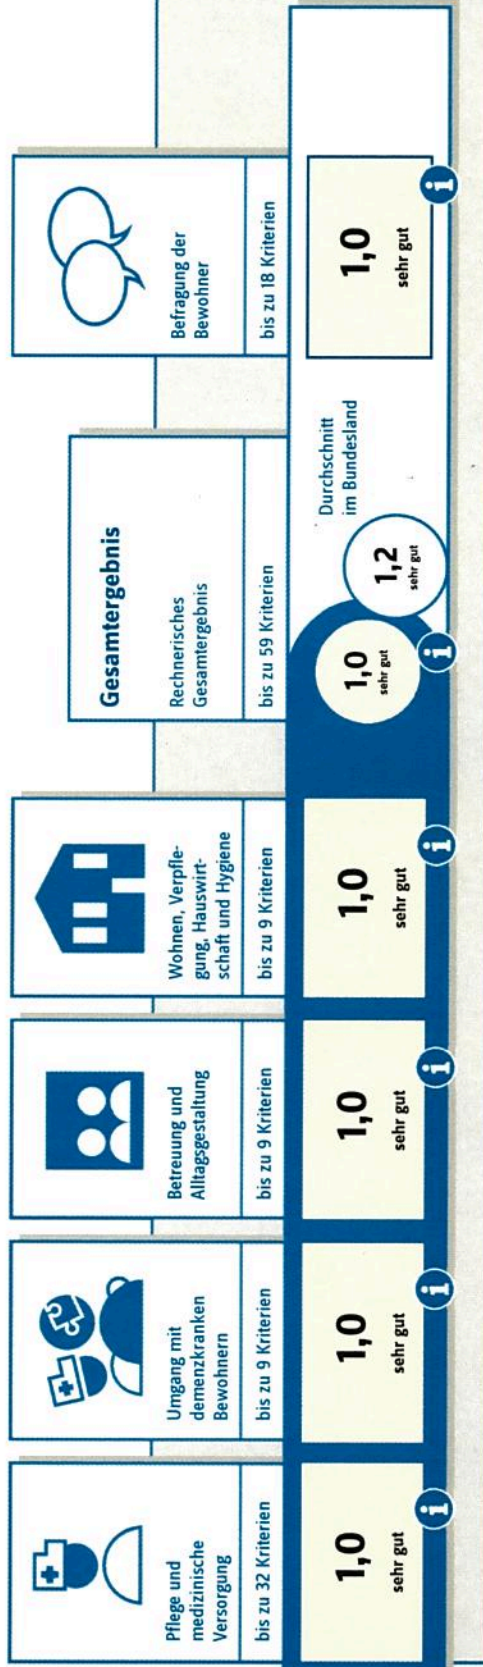 Pflege und
medizinische
Versorgung
bis zu 32 Kriterien
1,0
sehr gut
Umgang mit
demenzkranken
Bewohnern
bis zu 9 Kriterien
1,0
sehr gut
Betreuung und
Alltagsgestaltung
bis zu 9 Kriterien
1,0
sehr gut
Wohnen, Verpfle-
gung, Hauswirt-
schaft und Hygiene
bis zu 9 Kriterien
1,0
sehr gut
Gesamtergebnis
Rechnerisches
Gesamtergebnis
bis zu 59 Kriterien
1,0
sehr gut
1,2
sehr gut
Durchschnitt
im Bundesland
Befragung der
Bewohner
bis zu 18 Kriterien
1,0
sehr gut